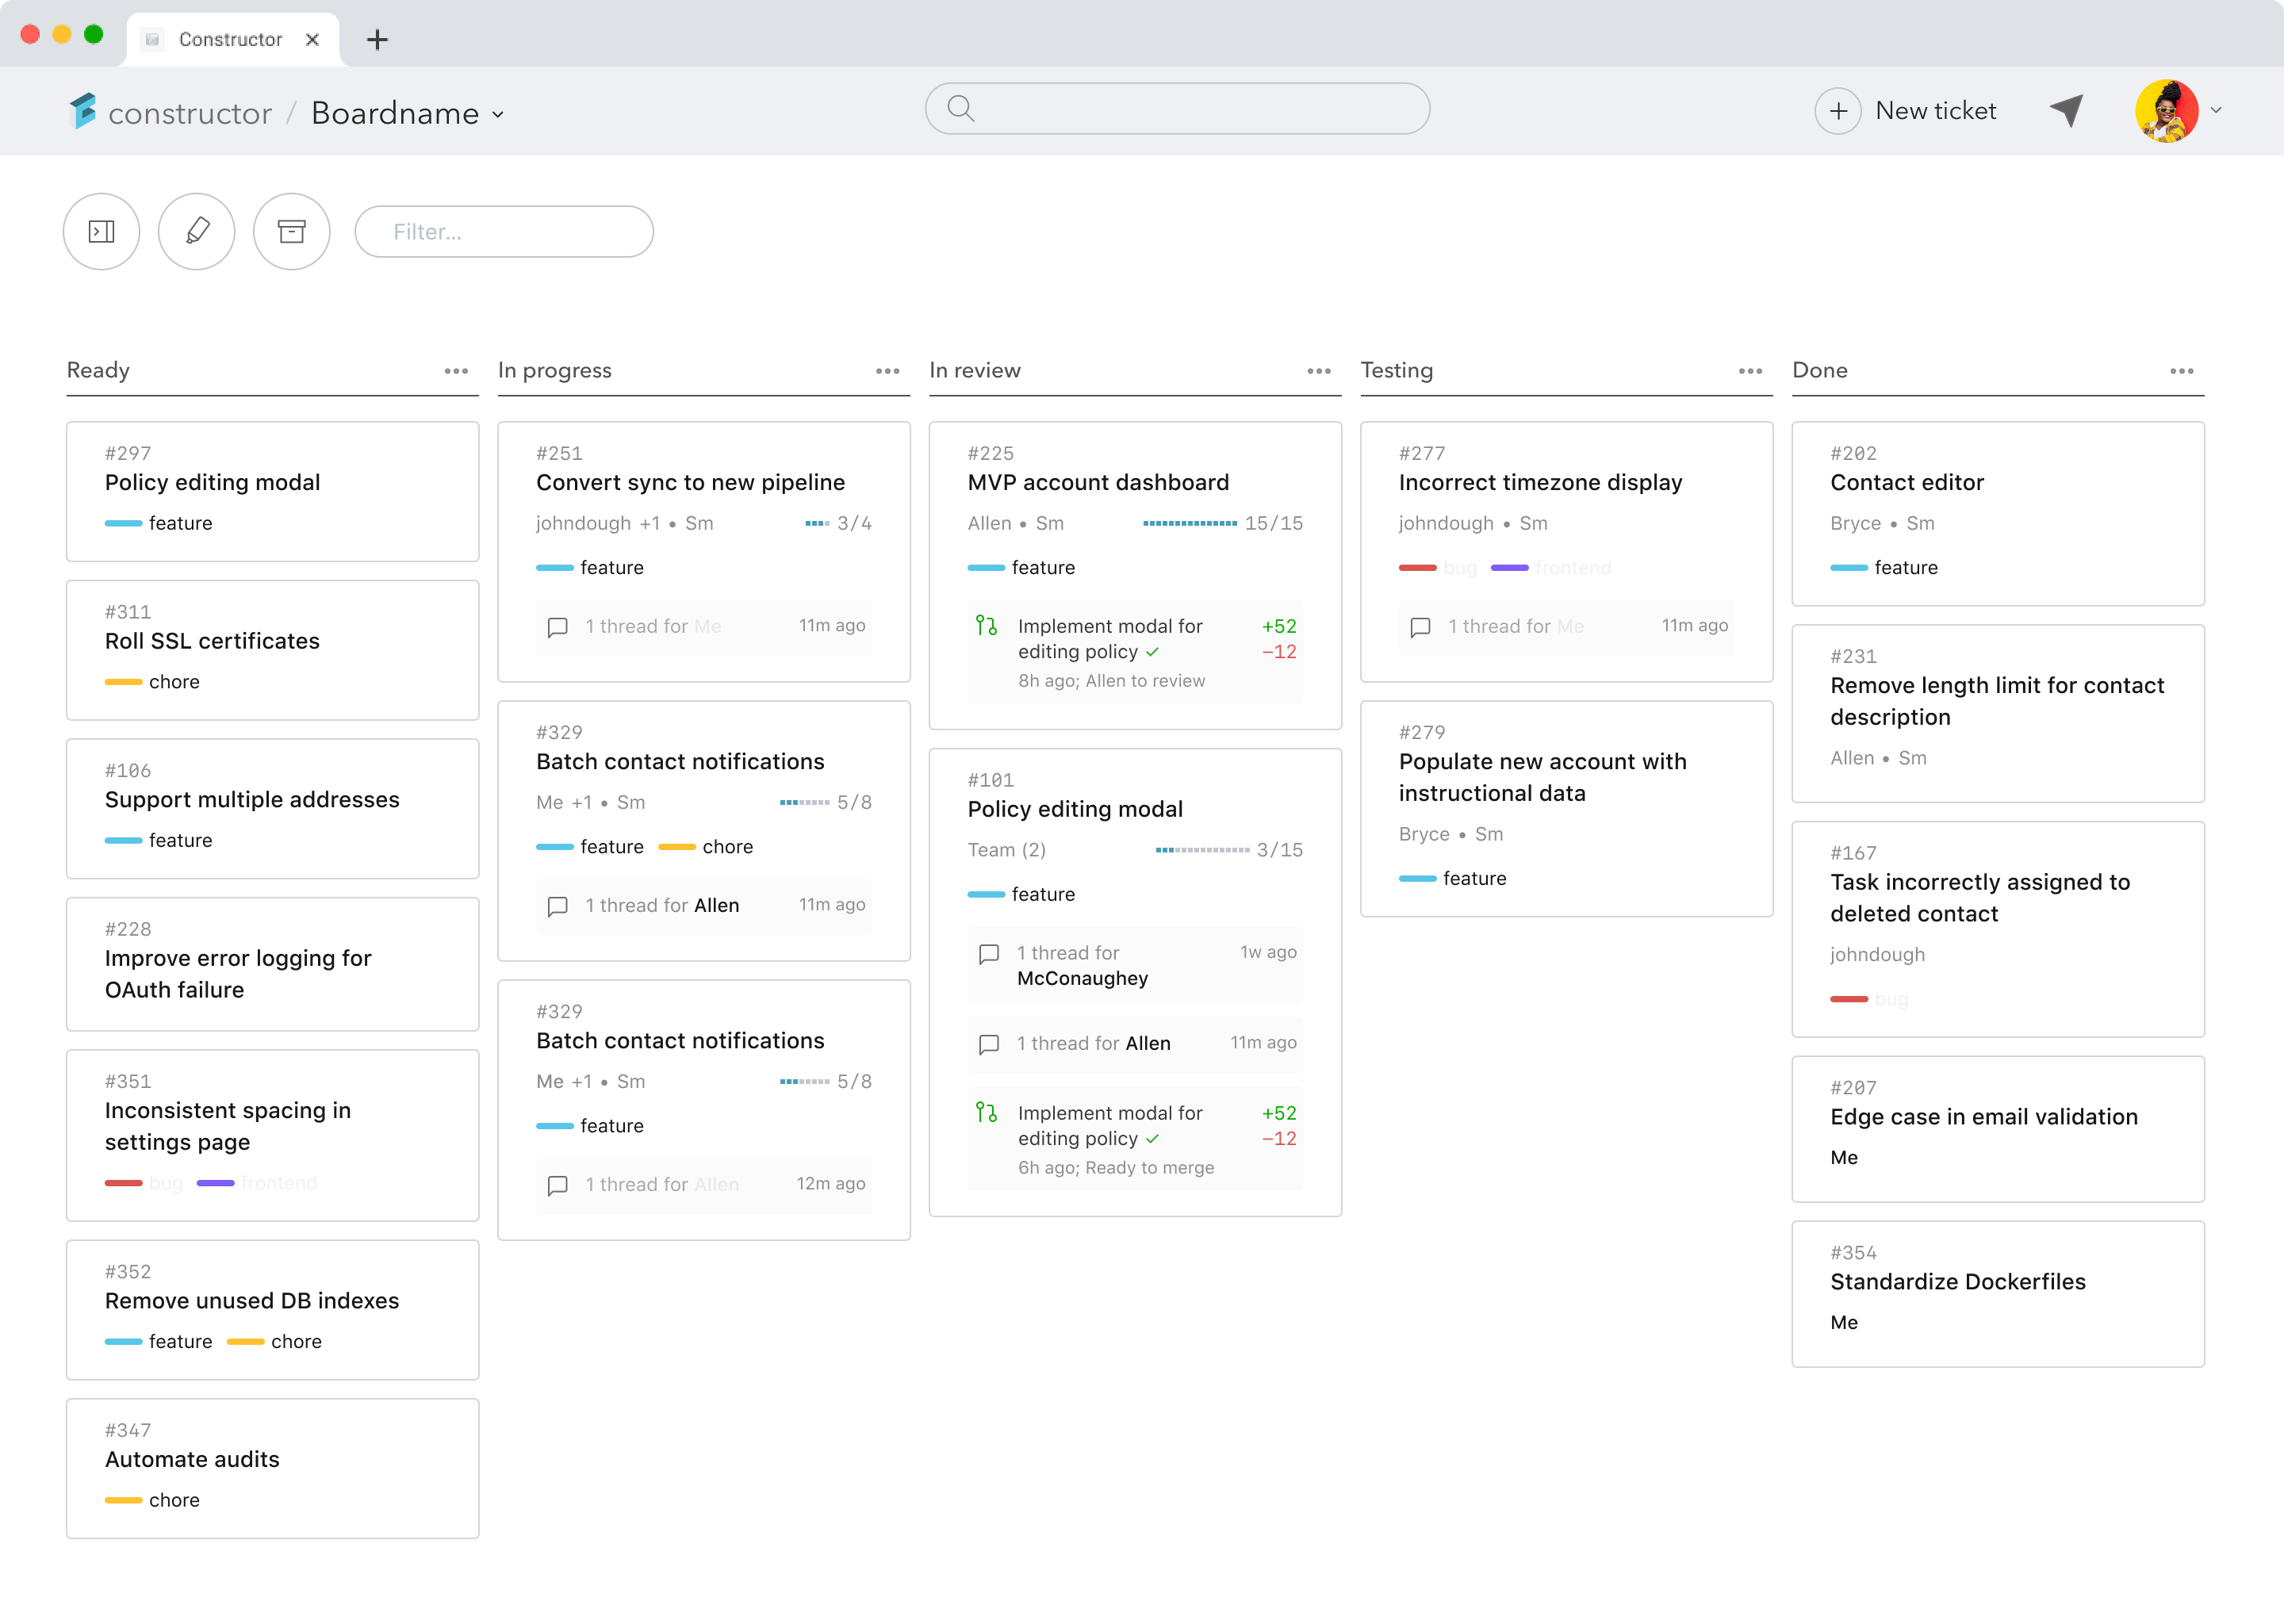 Constructor
constructor / Boardname
New ticket
Filter...
Ready
#297
Policy editing modal
feature
#311
Roll SSL certificates
chore
#106
Support multiple addresses
feature
#228
Improve error logging for
OAuth failure
#351
Inconsistent spacing in
settings page
bug frontend
#352
Remove unused DB indexes
feature chore
#347
Automate audits
chore
In progress
#251
Convert sync to new pipeline
johndough +1 • Sm 3/4
feature
1 thread for Me 11m ago
#329
Batch contact notifications
Me +1 • Sm 5/8
feature chore
1 thread for Allen 11m ago
#329
Batch contact notifications
Me +1 • Sm 5/8
feature
1 thread for Allen 12m ago
In review
#225
MVP account dashboard
Allen • Sm 15/15
feature
Implement modal for +52
editing policy ✓ −12
8h ago; Allen to review
#101
Policy editing modal
Team (2) 3/15
feature
1 thread for 1w ago
McConaughey
1 thread for Allen 11m ago
Implement modal for +52
editing policy ✓ −12
6h ago; Ready to merge
Testing
#277
Incorrect timezone display
johndough • Sm
bug frontend
1 thread for Me 11m ago
#279
Populate new account with
instructional data
Bryce • Sm
feature
Done
#202
Contact editor
Bryce • Sm
feature
#231
Remove length limit for contact
description
Allen • Sm
#167
Task incorrectly assigned to
deleted contact
johndough
bug
#207
Edge case in email validation
Me
#354
Standardize Dockerfiles
Me